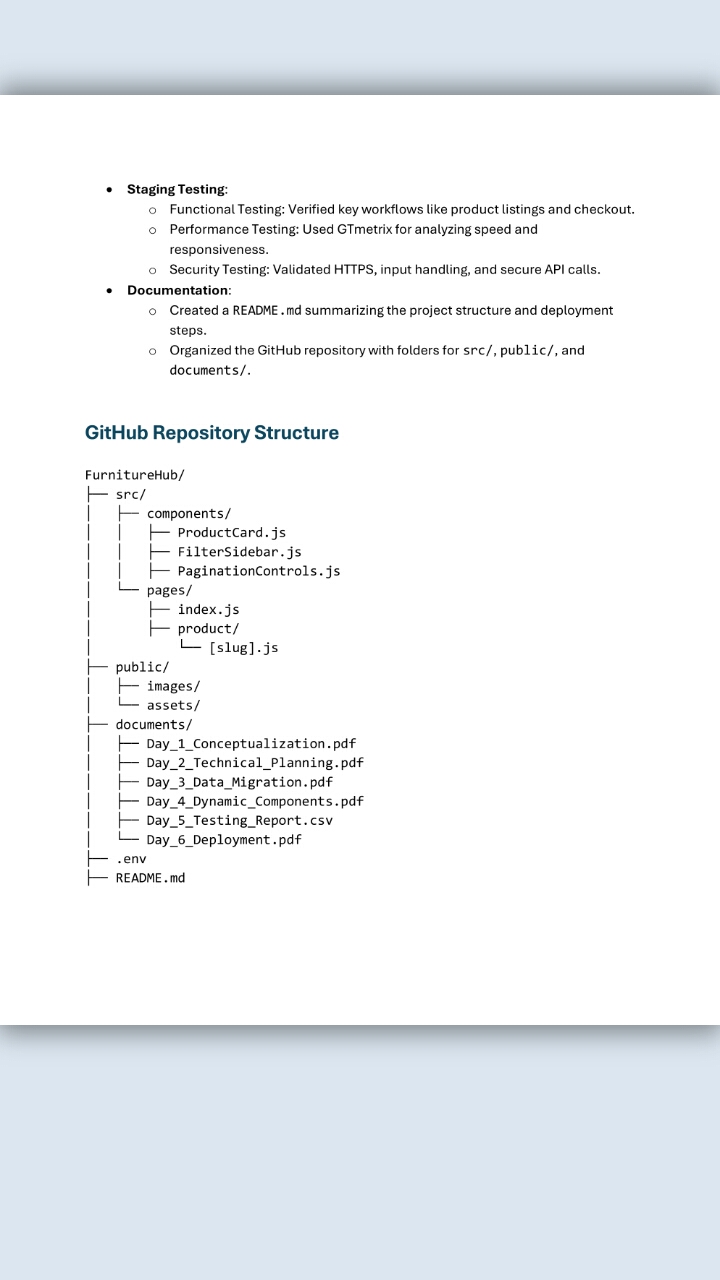 • Staging Testing:
o Functional Testing: Verified key workflows like product listings and checkout.
o Performance Testing: Used GTmetrix for analyzing speed and
responsiveness.
o Security Testing: Validated HTTPS, input handling, and secure API calls.
• Documentation:
o Created a README.md summarizing the project structure and deployment
steps.
o Organized the GitHub repository with folders for src/, public/, and
documents/.
GitHub Repository Structure
FurnitureHub/
├── src/
│   ├── components/
│   │   ├── ProductCard.js
│   │   ├── FilterSidebar.js
│   │   ├── PaginationControls.js
│   └── pages/
│       ├── index.js
│       ├── product/
│           └── [slug].js
├── public/
│   ├── images/
│   └── assets/
├── documents/
│   ├── Day_1_Conceptualization.pdf
│   ├── Day_2_Technical_Planning.pdf
│   ├── Day_3_Data_Migration.pdf
│   ├── Day_4_Dynamic_Components.pdf
│   ├── Day_5_Testing_Report.csv
│   └── Day_6_Deployment.pdf
├── .env
├── README.md